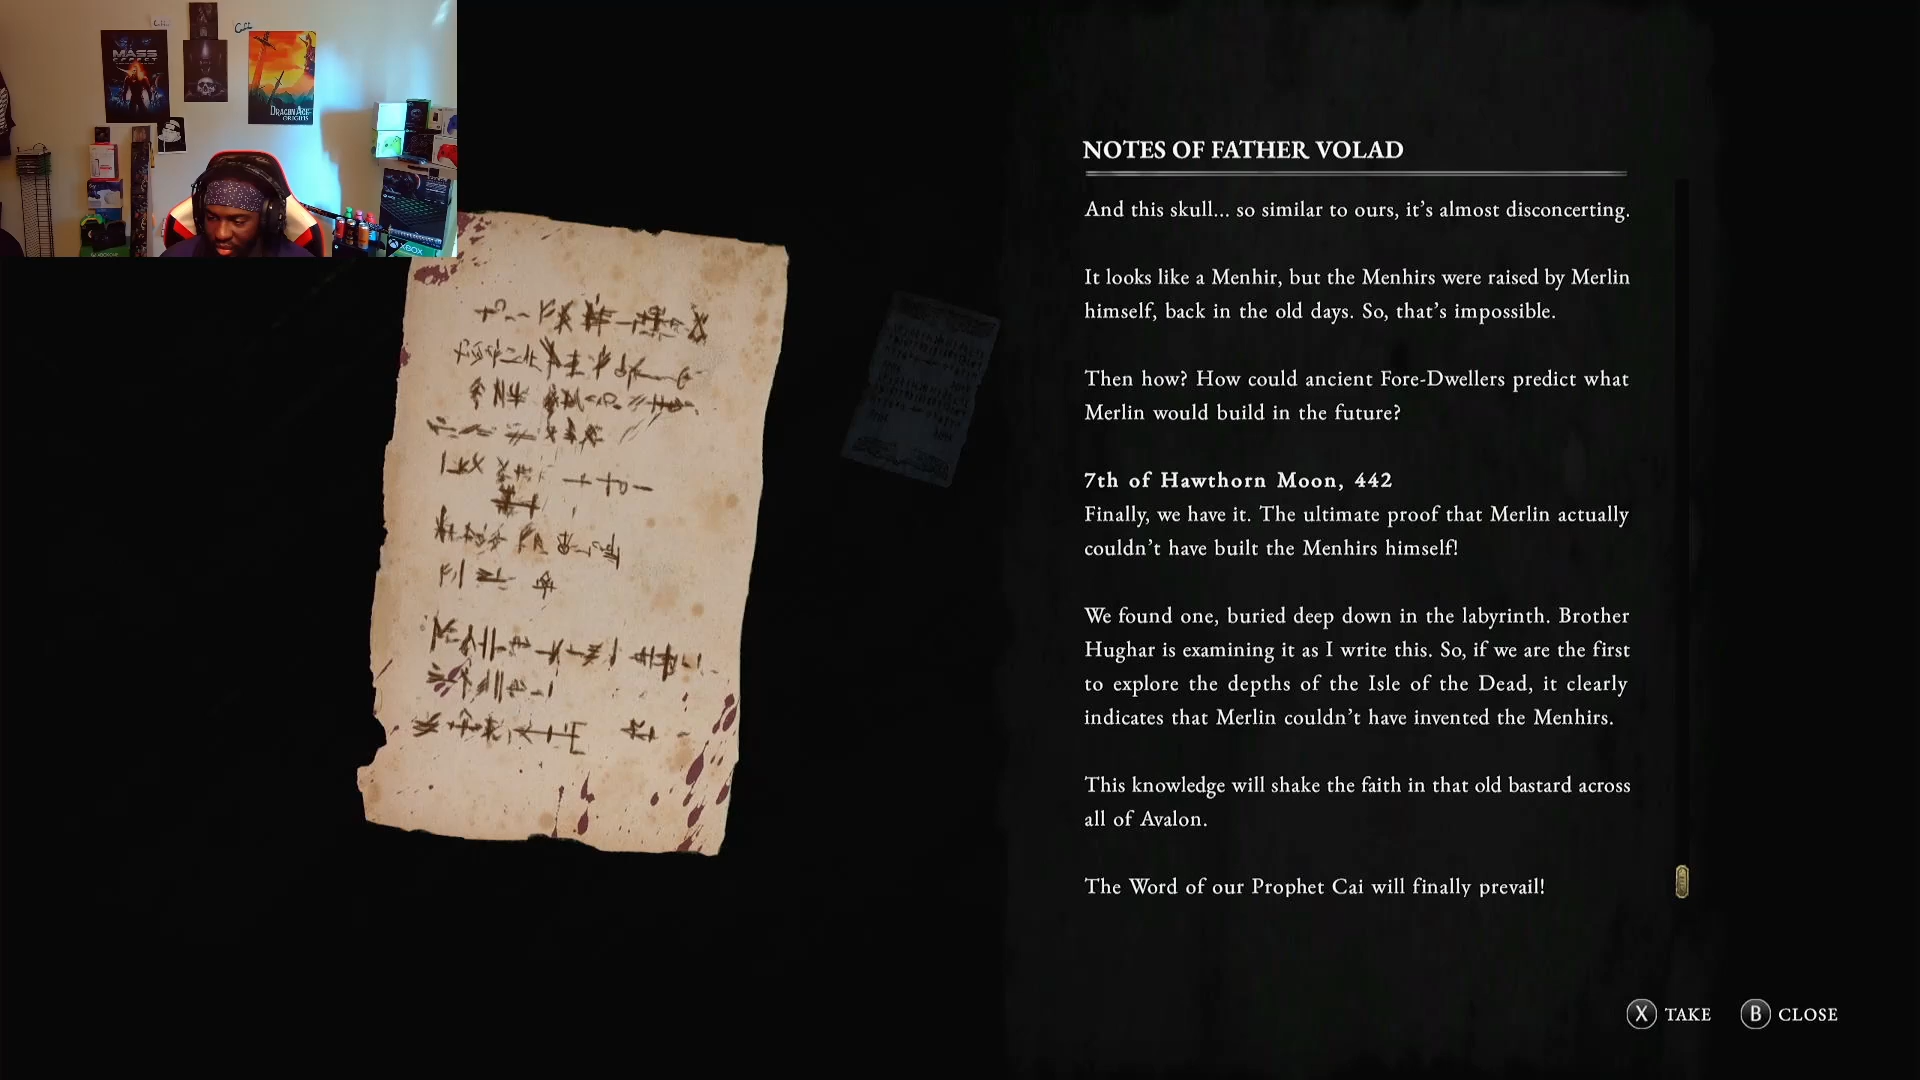 MASS
EFFECT
DRAGON AGE
ORIGINS
XBOX
NOTES OF FATHER VOLAD
And this skull... so similar to ours, it's almost disconcerting.
It looks like a Menhir, but the Menhirs were raised by Merlin
himself, back in the old days. So, that's impossible.
Then how? How could ancient Fore-Dwellers predict what
Merlin would build in the future?
7th of Hawthorn Moon, 442
Finally, we have it. The ultimate proof that Merlin actually
couldn't have built the Menhirs himself!
We found one, buried deep down in the labyrinth. Brother
Hughar is examining it as I write this. So, if we are the first
to explore the depths of the Isle of the Dead, it clearly
indicates that Merlin couldn't have invented the Menhirs.
This knowledge will shake the faith in that old bastard across
all of Avalon.
The Word of our Prophet Cai will finally prevail!
X TAKE B CLOSE